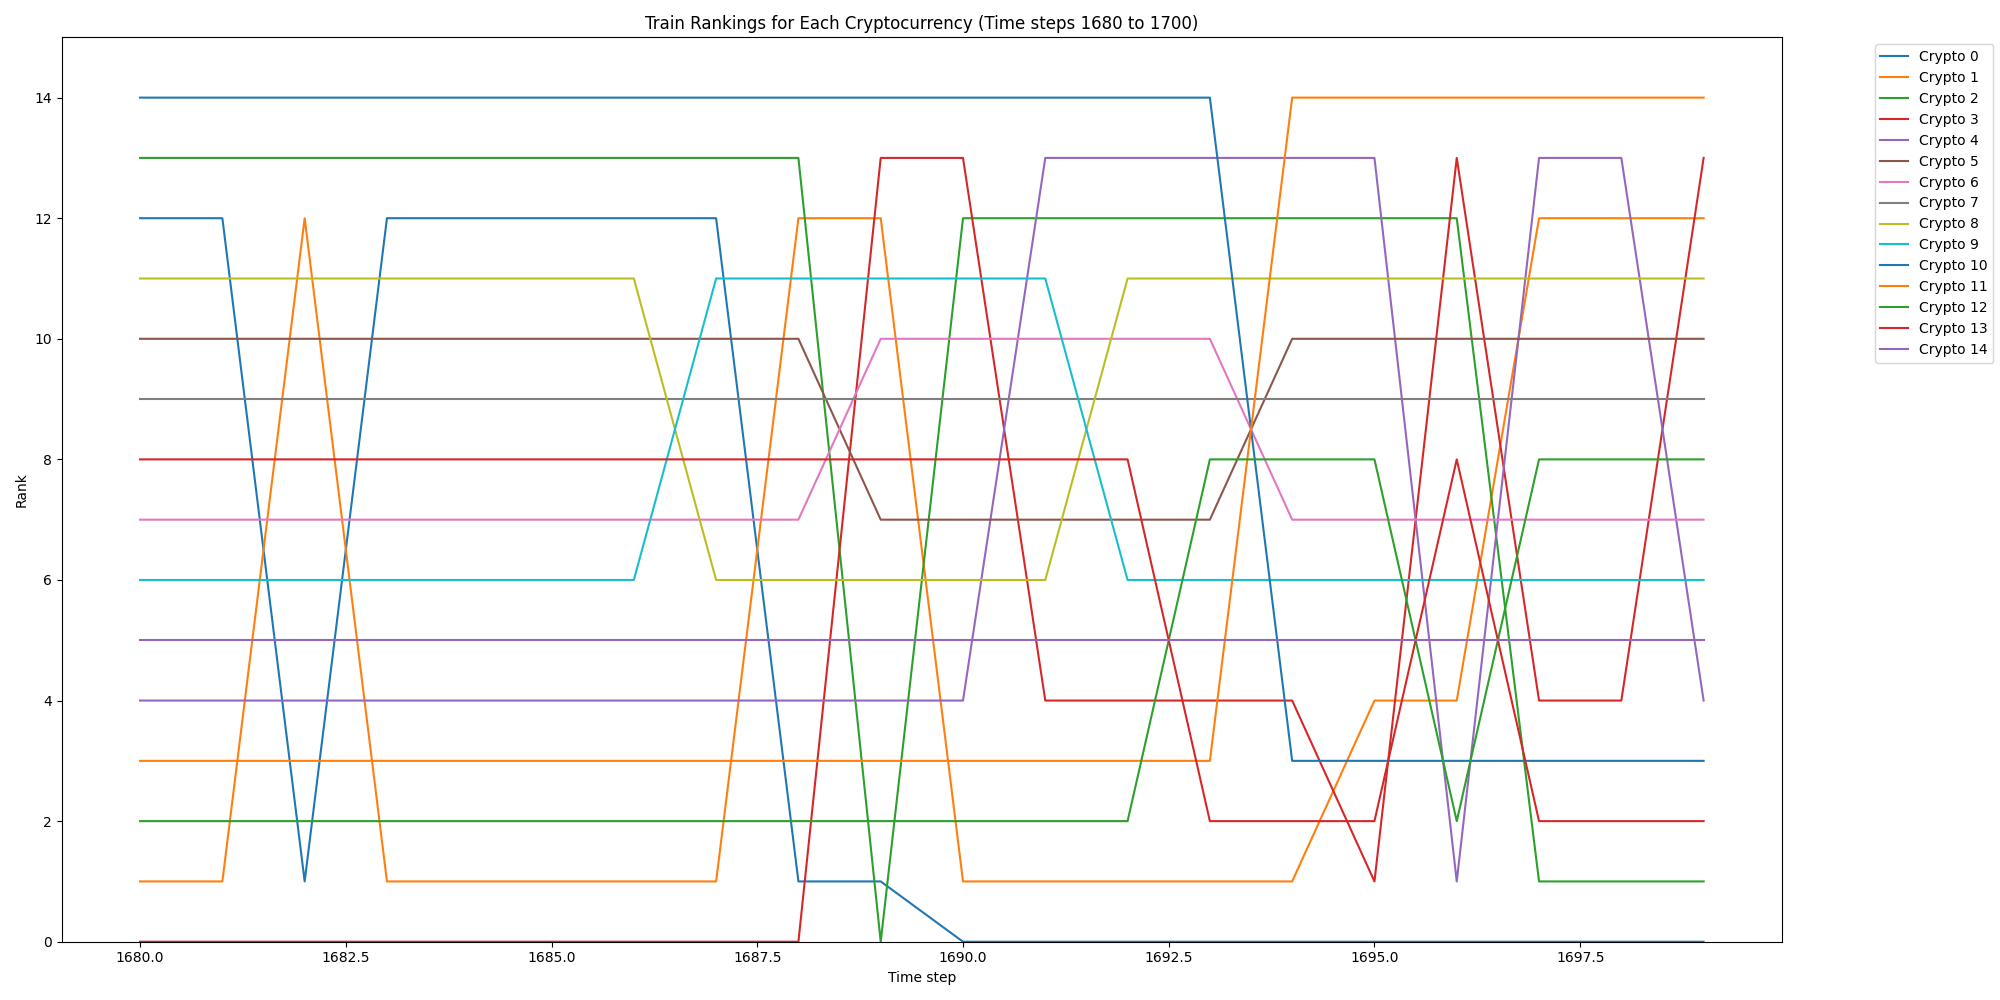 Train Rankings for Each Cryptocurrency (Time steps 1680 to 1700)
14
12
10
8
6
4
2
0
Rank
1680.0
1682.5
1685.0
1687.5
1690.0
1692.5
1695.0
1697.5
Time step
Crypto 0
Crypto 1
Crypto 2
Crypto 3
Crypto 4
Crypto 5
Crypto 6
Crypto 7
Crypto 8
Crypto 9
Crypto 10
Crypto 11
Crypto 12
Crypto 13
Crypto 14